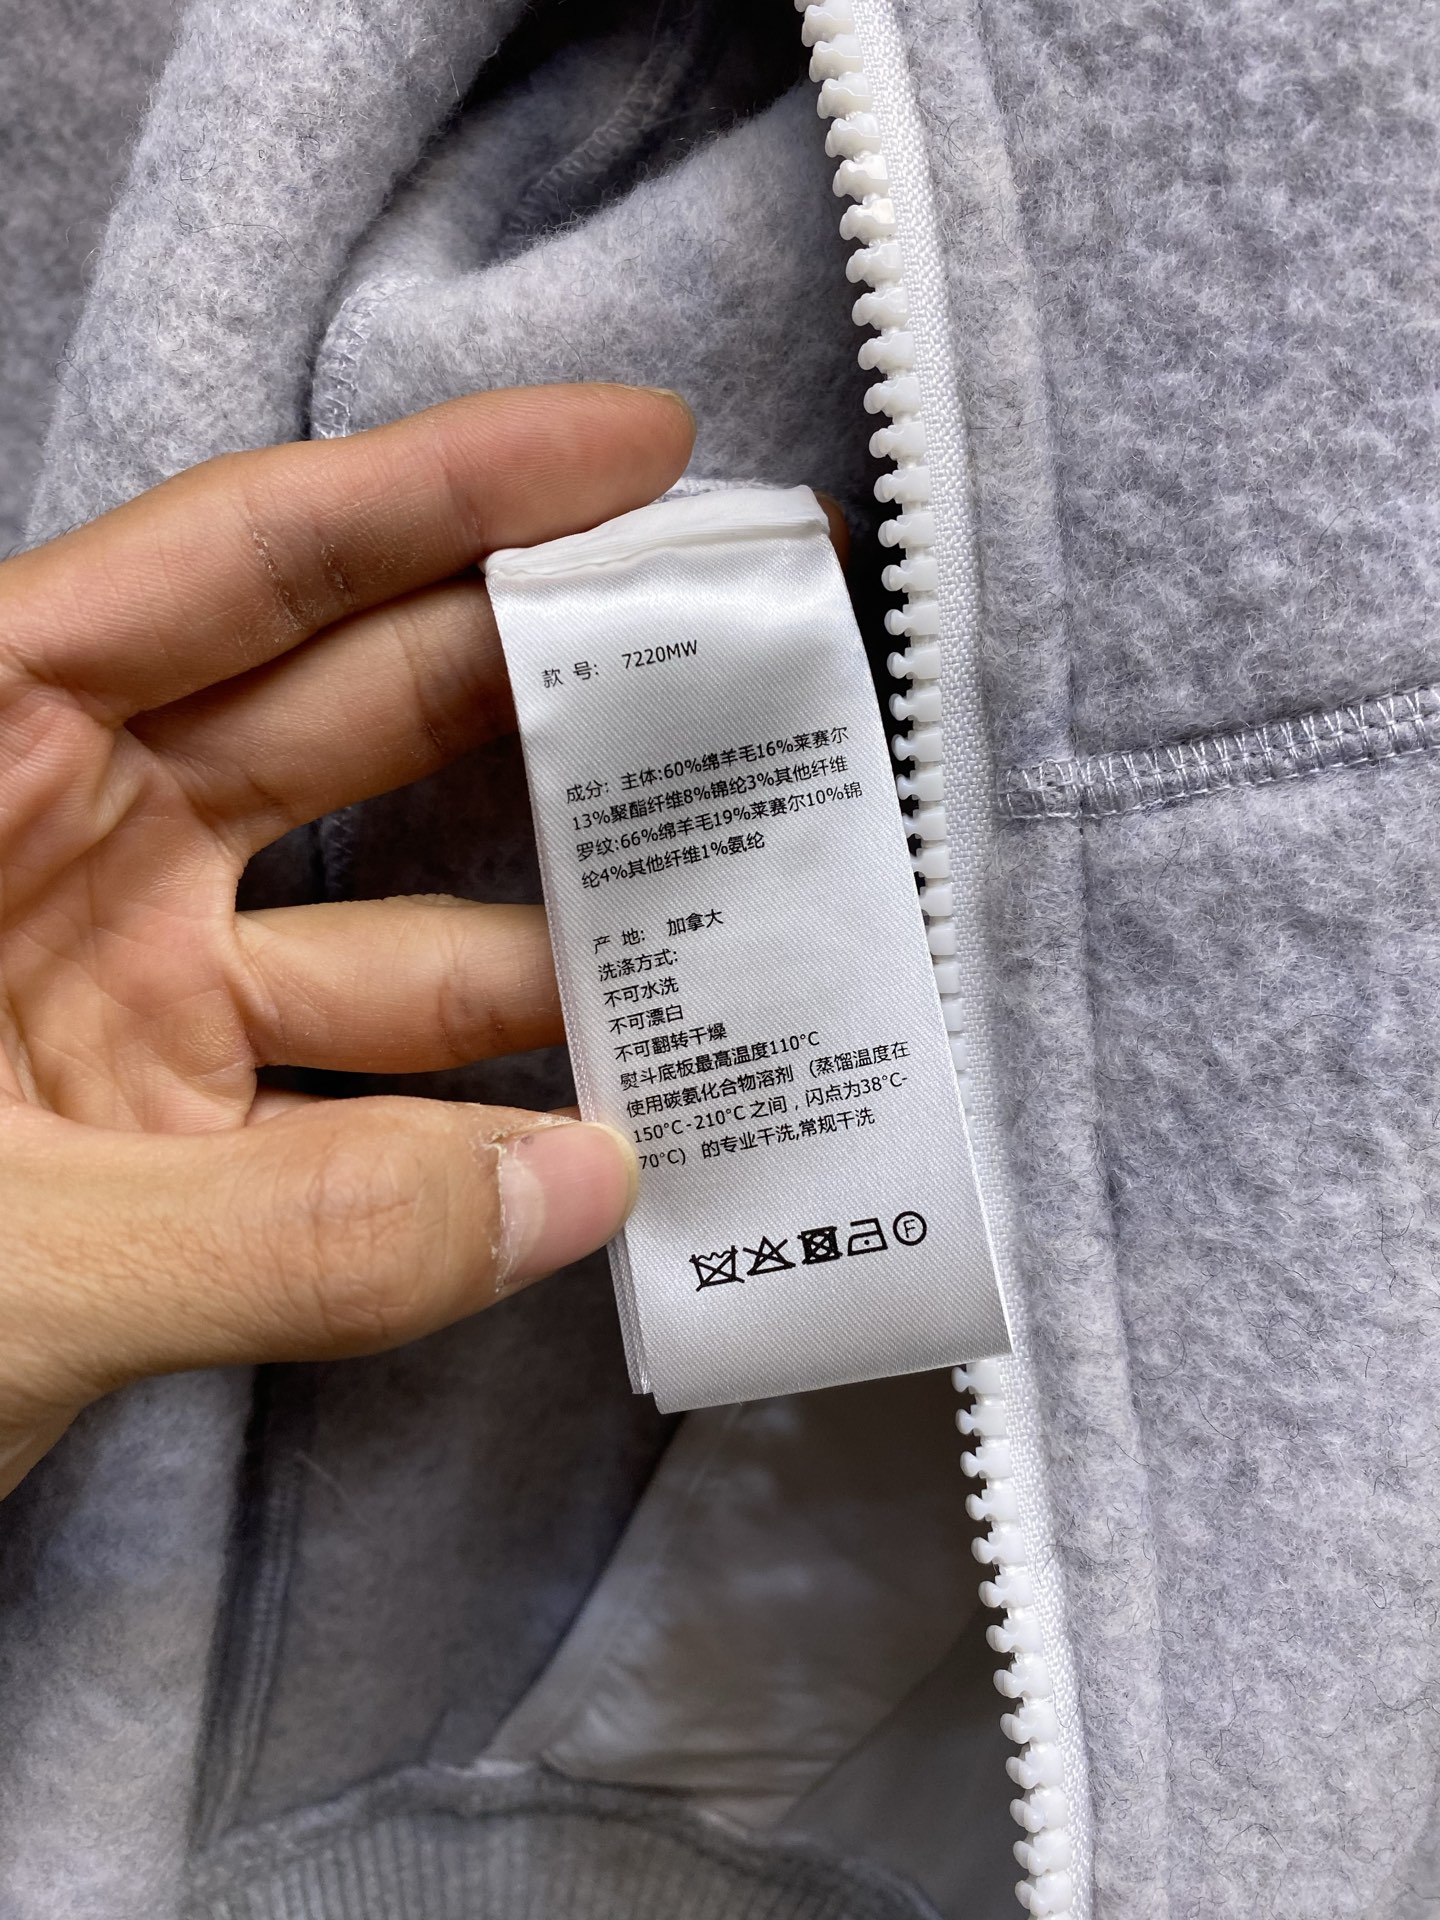 款 号: 7220MW
成分: 主体:60%绵羊毛16%莱赛尔
13%聚酯纤维8%锦纶3%其他纤维
罗纹:66%绵羊毛19%莱赛尔10%锦
纶4%其他纤维1%氨纶
产 地: 加拿大
洗涤方式:
不可水洗
不可漂白
不可翻转干燥
熨斗底板最高温度110°C
使用碳氨化合物溶剂 (蒸馏温度在
150°C-210°C 之间，闪点为38°C-
70°C) 的专业干洗,常规干洗
F